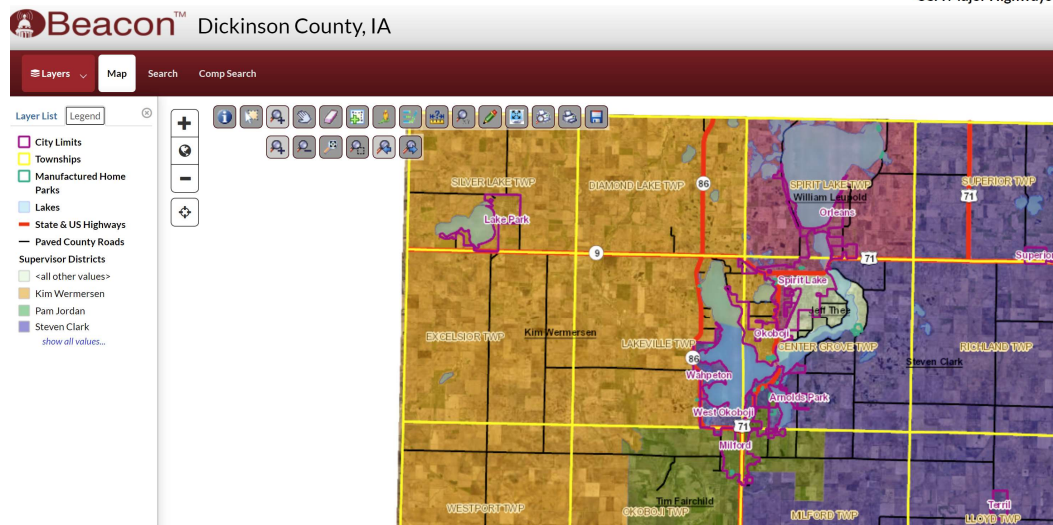 Beacon™ Dickinson County, IA
Layers Map Search Comp Search
Layer List Legend
City Limits
Townships
Manufactured Home
Parks
Lakes
State & US Highways
Paved County Roads
Supervisor Districts
<all other values>
Kim Wermersen
Pam Jordan
Steven Clark
show all values...
SILVER LAKE TWP
DIAMOND LAKE TWP
86
SPIRIT LAKE TWP
SUPERIOR TWP
William Leupold
71
Lake Park
Orleans
9
71
Superior
Spirit Lake
Jeff Thee
EXCELSIOR TWP
Kim Wermersen
LAKEVILLE TWP
Okoboji
CENTER GROVE TWP
RICHLAND TWP
86
Steven Clark
Wahpeton
Arnolds Park
West Okoboji
71
Milford
Tim Fairchild
WESTPORT TWP
OKOBOJI TWP
MILFORD TWP
Terril
LLOYD TWP